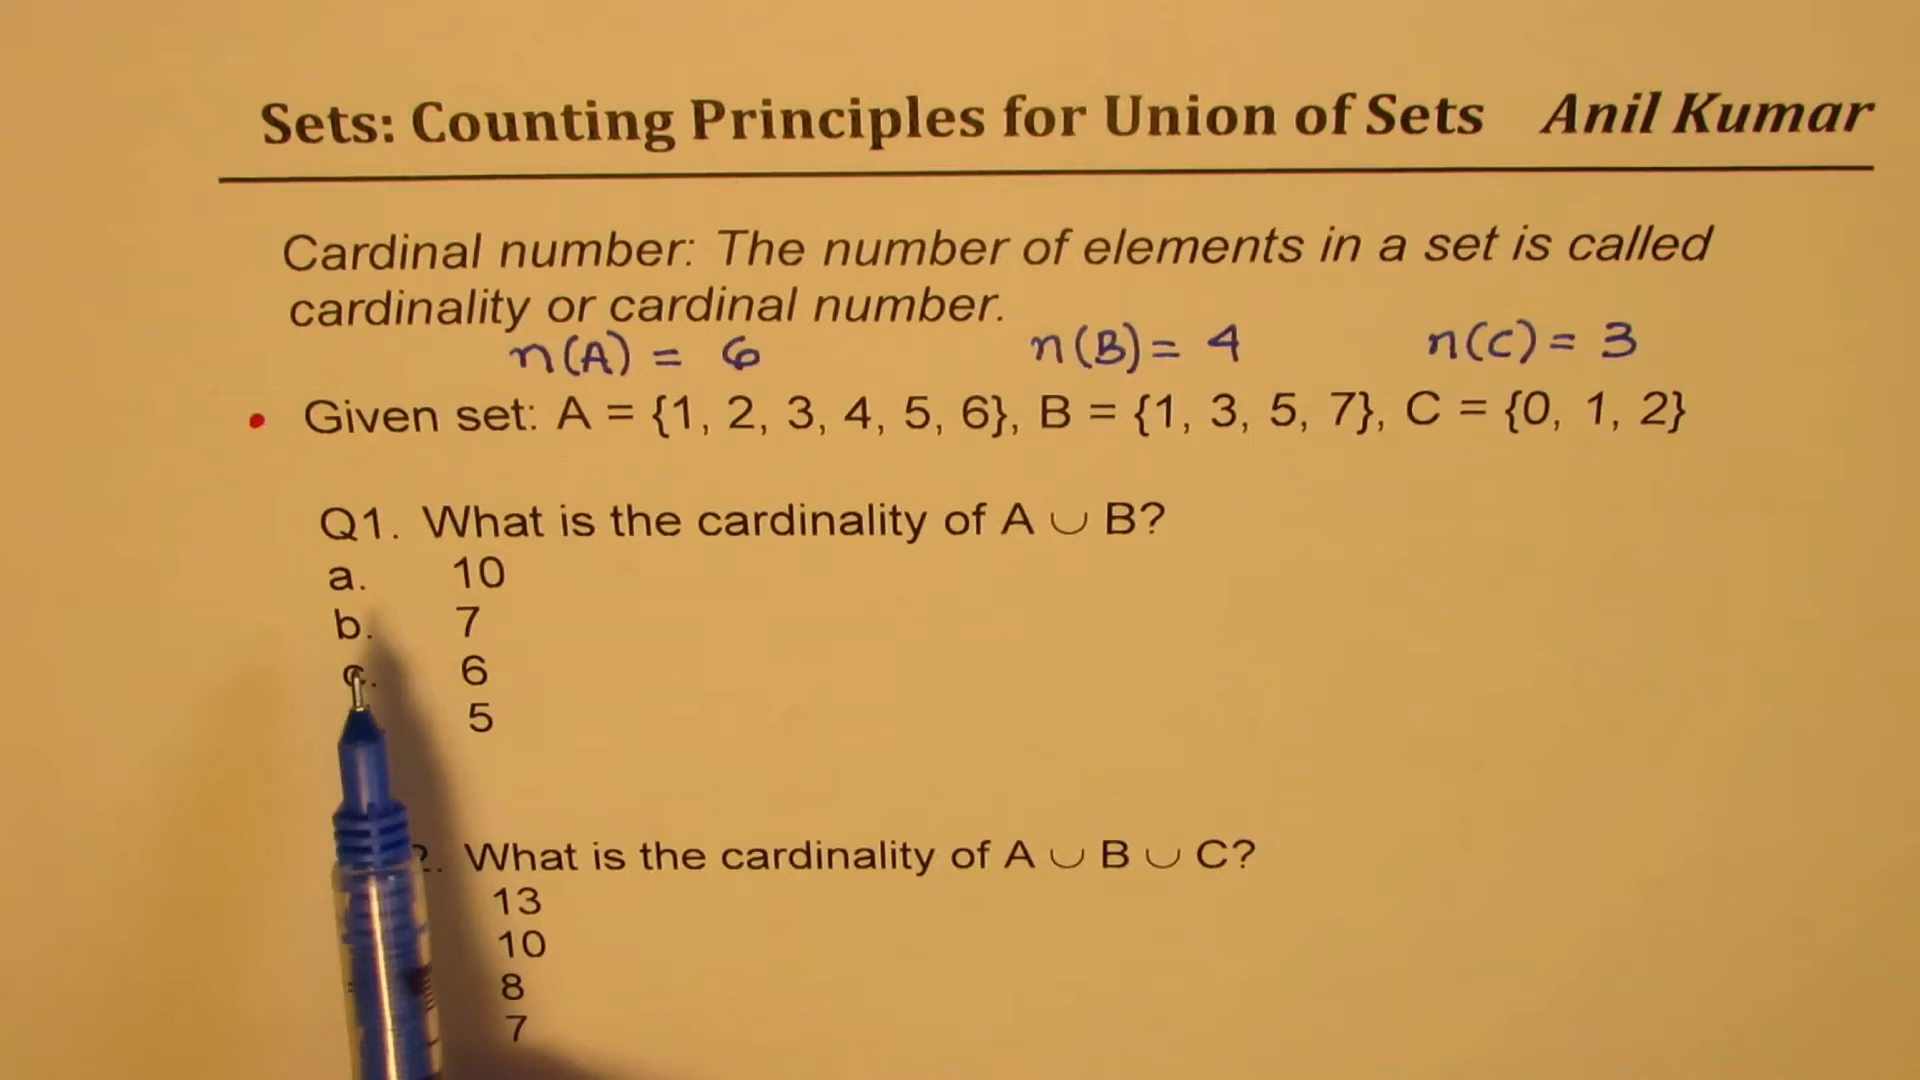 Sets: Counting Principles for Union of Sets Anil Kumar
Cardinal number: The number of elements in a set is called
cardinality or cardinal number.
n(A) = 6 n(B) = 4 n(C) = 3
• Given set: A = {1, 2, 3, 4, 5, 6}, B = {1, 3, 5, 7}, C = {0, 1, 2}
Q1. What is the cardinality of A ∪ B?
a. 10
b. 7
c. 6
5
2. What is the cardinality of A ∪ B ∪ C?
13
10
8
7